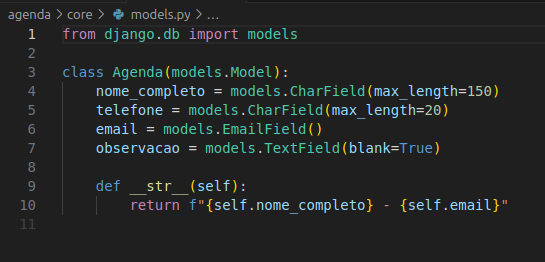 agenda > core > models.py > ...
1 from django.db import models
2
3 class Agenda(models.Model):
4     nome_completo = models.CharField(max_length=150)
5     telefone = models.CharField(max_length=20)
6     email = models.EmailField()
7     observacao = models.TextField(blank=True)
8
9     def __str__(self):
10         return f"{self.nome_completo} - {self.email}"
11